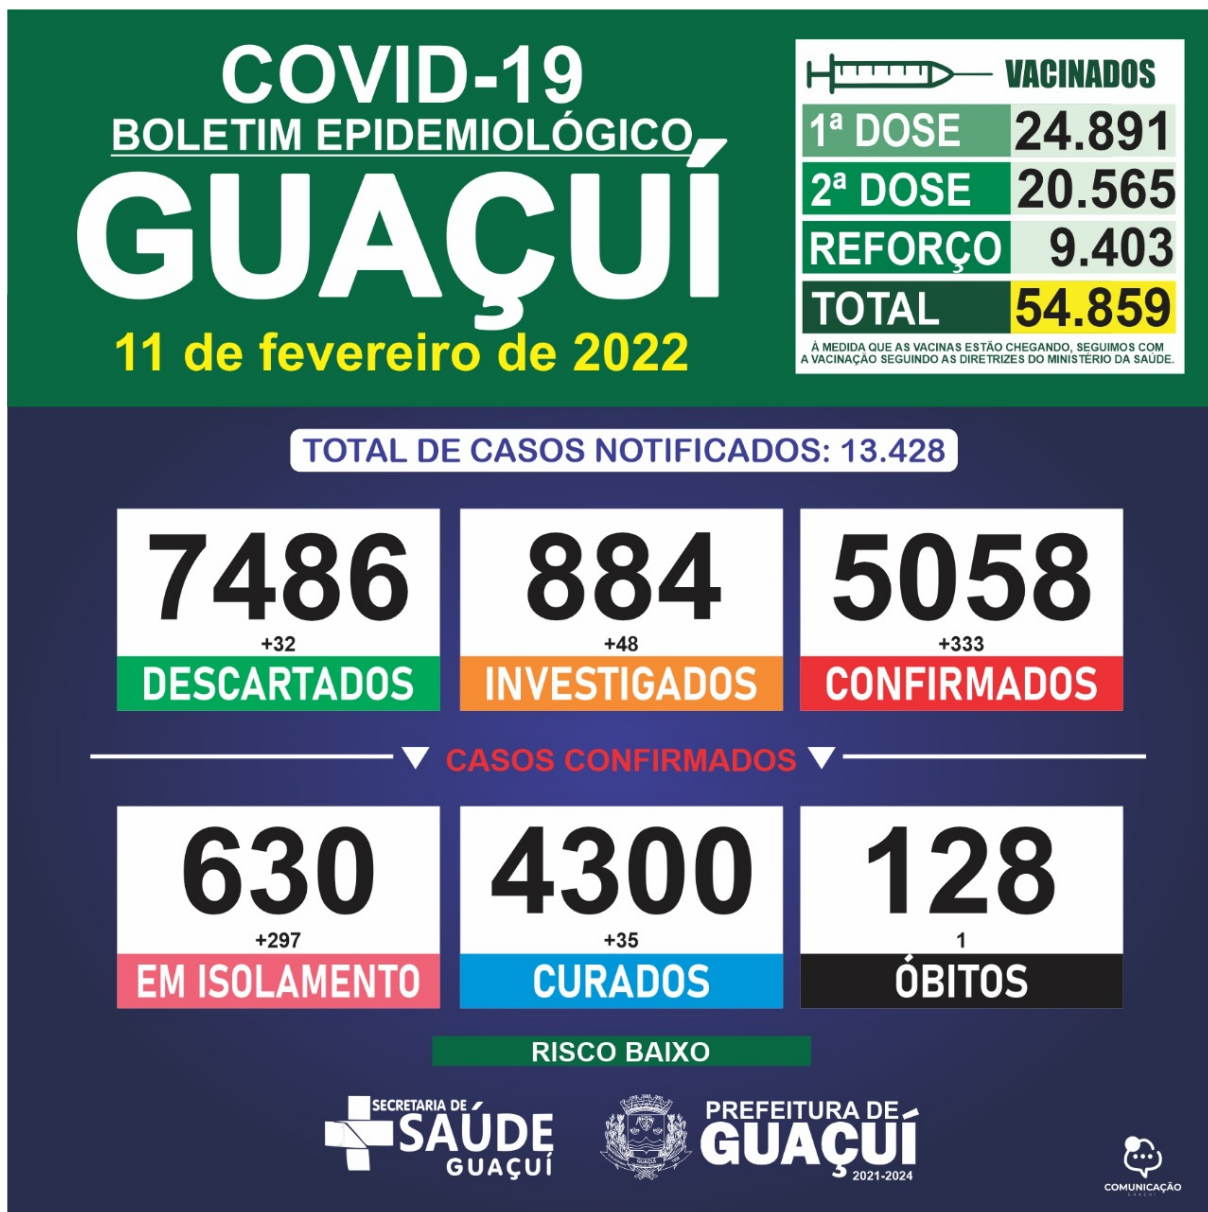 COVID-19
BOLETIM EPIDEMIOLÓGICO
GUAÇUÍ
11 de fevereiro de 2022
VACINADOS
1ª DOSE 24.891
2ª DOSE 20.565
REFORÇO 9.403
TOTAL 54.859
À MEDIDA QUE AS VACINAS ESTÃO CHEGANDO, SEGUIMOS COM
A VACINAÇÃO SEGUINDO AS DIRETRIZES DO MINISTÉRIO DA SAÚDE.
TOTAL DE CASOS NOTIFICADOS: 13.428
7486
+32
DESCARTADOS
884
+48
INVESTIGADOS
5058
+333
CONFIRMADOS
CASOS CONFIRMADOS
630
+297
EM ISOLAMENTO
4300
+35
CURADOS
128
1
ÓBITOS
RISCO BAIXO
SECRETARIA DE
SAÚDE
GUAÇUÍ
PREFEITURA DE
GUAÇUÍ
2021-2024
COMUNICAÇÃO